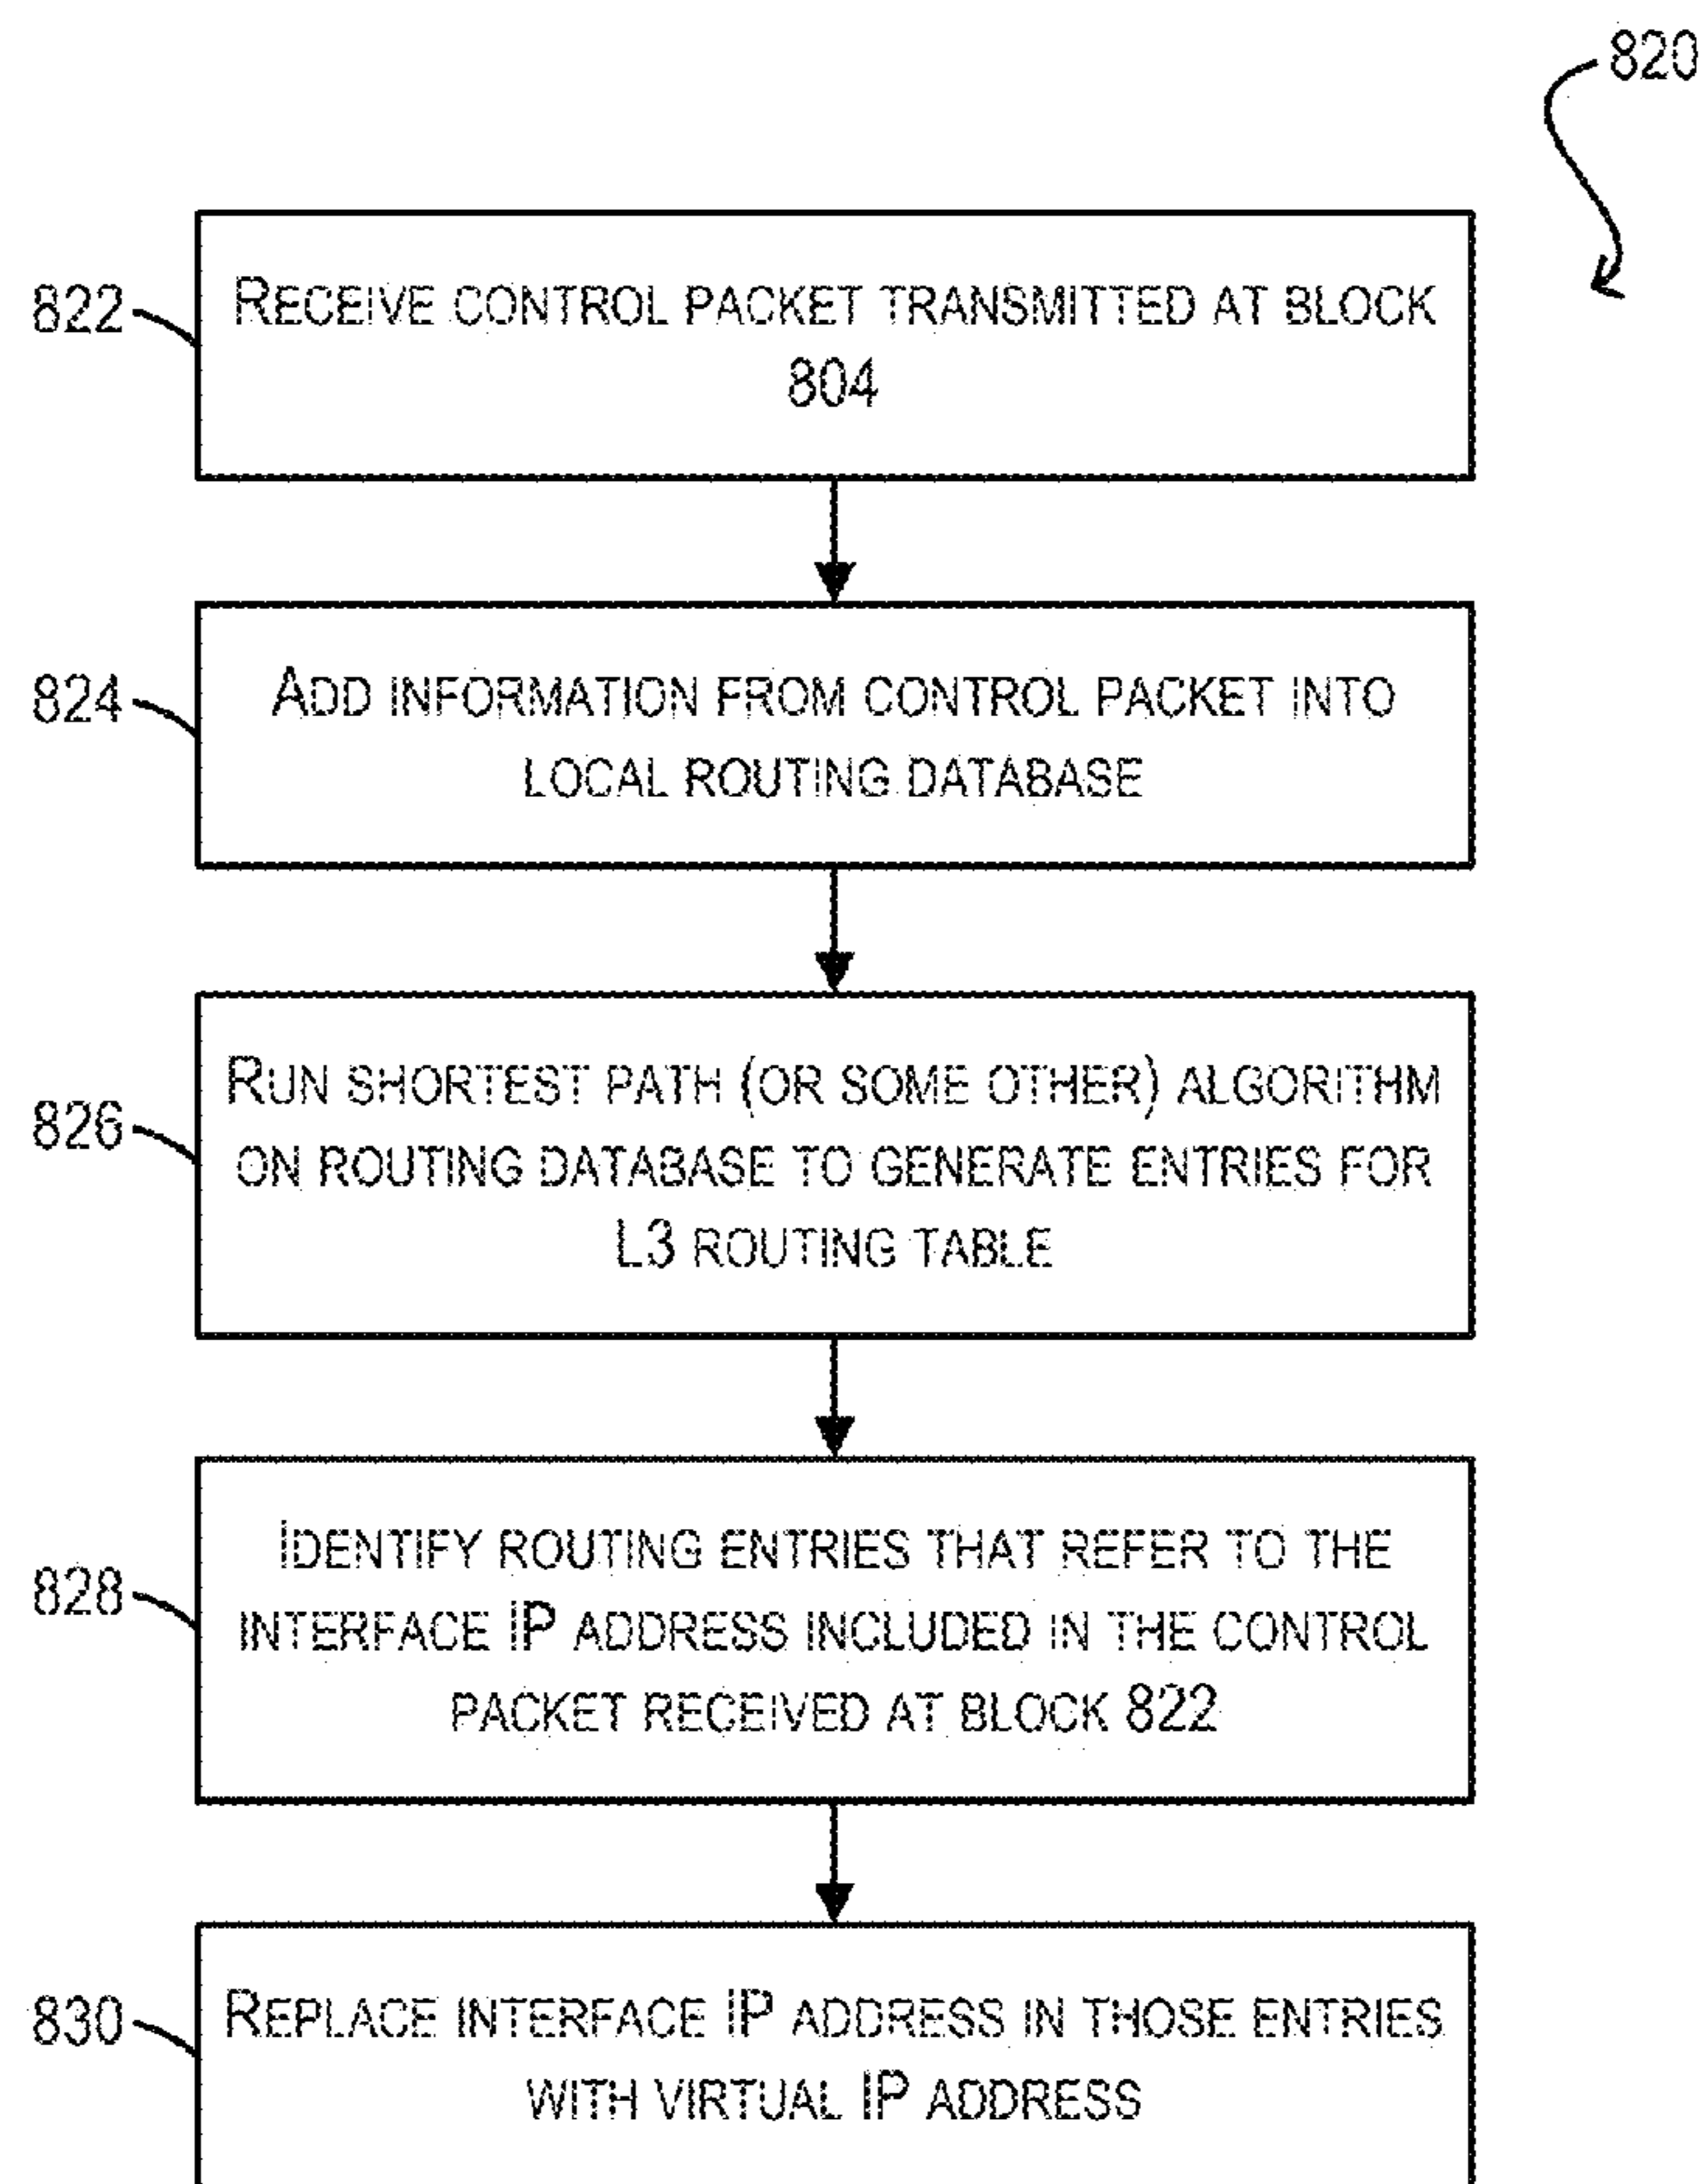 820
822
RECEIVE CONTROL PACKET TRANSMITTED AT BLOCK
804
824
ADD INFORMATION FROM CONTROL PACKET INTO
LOCAL ROUTING DATABASE
826
RUN SHORTEST PATH (OR SOME OTHER) ALGORITHM
ON ROUTING DATABASE TO GENERATE ENTRIES FOR
L3 ROUTING TABLE
828
IDENTIFY ROUTING ENTRIES THAT REFER TO THE
INTERFACE IP ADDRESS INCLUDED IN THE CONTROL
PACKET RECEIVED AT BLOCK 822
830
REPLACE INTERFACE IP ADDRESS IN THOSE ENTRIES
WITH VIRTUAL IP ADDRESS